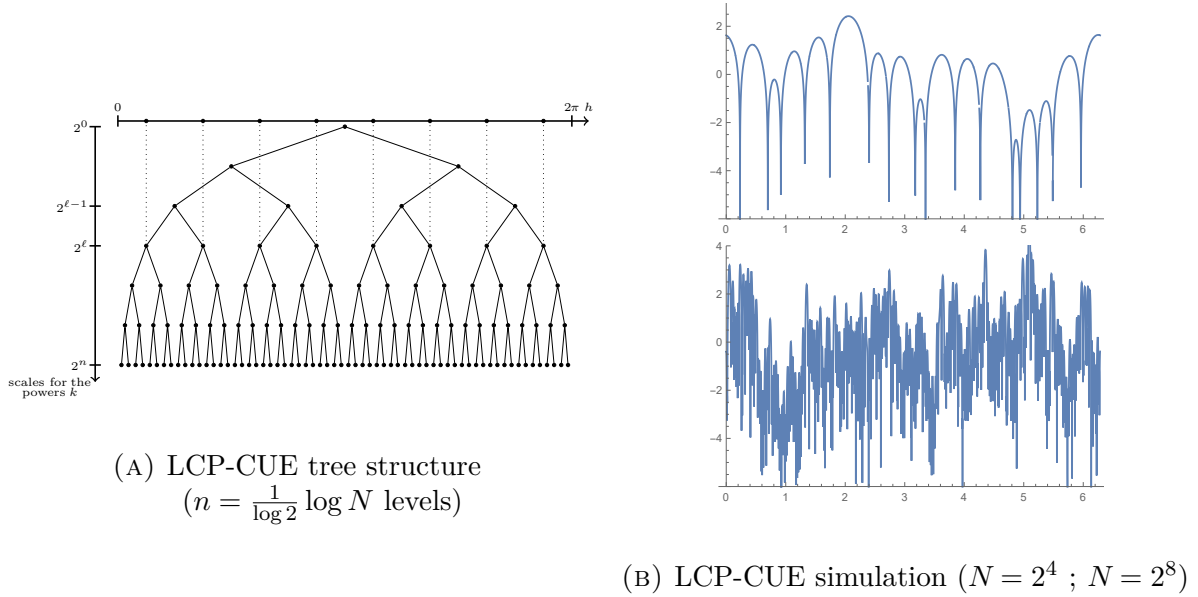 0
2π h
2^0
2^{ℓ−1}
2^ℓ
2^n
scales for the
powers k
(A) LCP-CUE tree structure
(n = \frac{1}{\log 2} log N levels)
2
0
−2
−4
0 1 2 3 4 5 6
4
2
0
−2
−4
0 1 2 3 4 5 6
(B) LCP-CUE simulation (N = 2^4 ; N = 2^8)